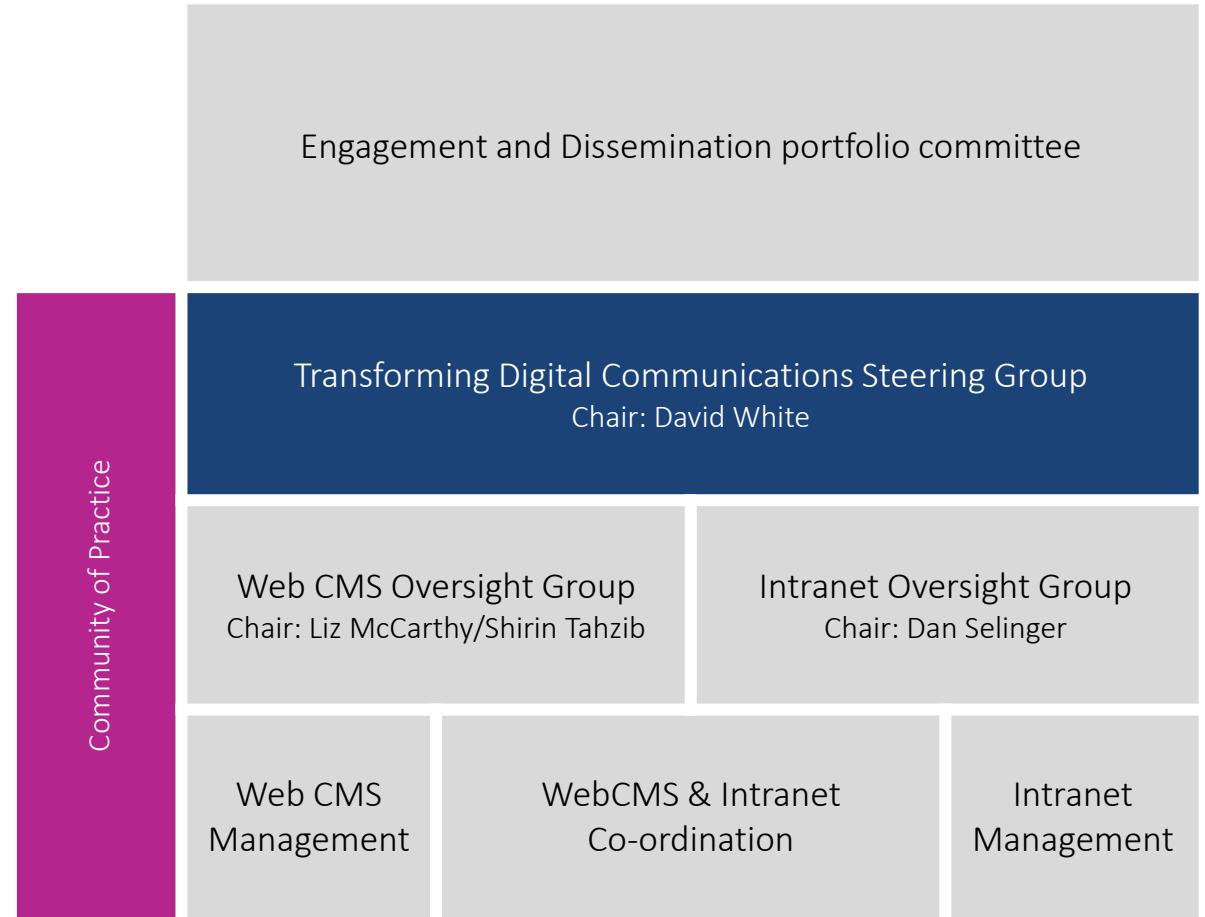 Engagement and Dissemination portfolio committee
Community of Practice
Transforming Digital Communications Steering Group
Chair: David White
Web CMS Oversight Group
Chair: Liz McCarthy/Shirin Tahzib
Intranet Oversight Group
Chair: Dan Selinger
Web CMS
Management
WebCMS & Intranet
Co-ordination
Intranet
Management